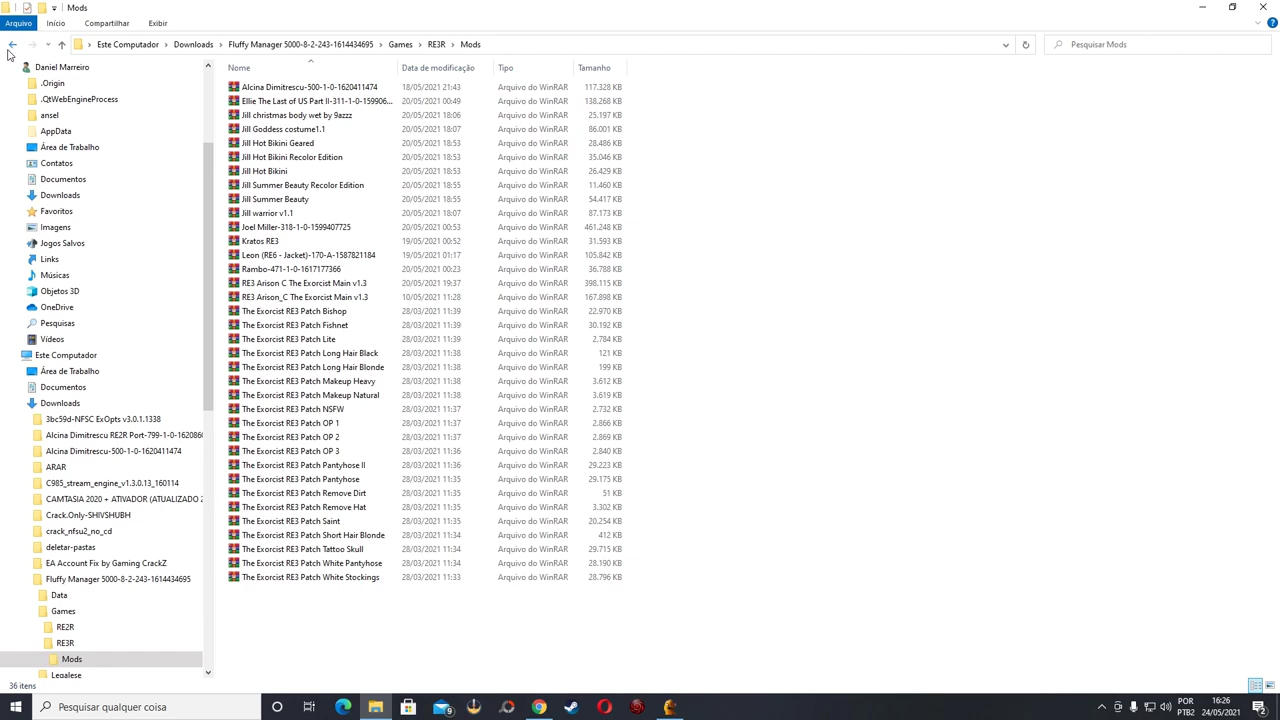 Mods
Arquivo Início Compartilhar Exibir
Este Computador Downloads Fluffy Manager 5000-8-2-243-1614434695 Games RE3R Mods
Pesquisar Mods
Daniel Marreiro
.Origin
.QtWebEngineProcess
ansel
AppData
Área de Trabalho
Contatos
Documentos
Downloads
Favoritos
Imagens
Jogos Salvos
Links
Músicas
Objetos 3D
OneDrive
Pesquisas
Vídeos
Este Computador
Área de Trabalho
Documentos
Downloads
3bc59d-NFSC ExOpts v3.0.1.1338
Alcina Dimitrescu RE2R Port-799-1-0-1620860
Alcina Dimitrescu-500-1-0-1620411474
ARAR
C985_stream_engine_v1.3.0.13_160114
CAMTASIA 2020 + ATIVADOR (ATUALIZADO 2
Crack.Only-SHIVSHUBH
crack_nfsu2_no_cd
deletar-pastas
EA Account Fix by Gaming CrackZ
Fluffy Manager 5000-8-2-243-1614434695
Data
Games
RE2R
RE3R
Mods
Legalese
Nome Data de modificação Tipo Tamanho
Alcina Dimitrescu-500-1-0-1620411474 18/05/2021 21:43 Arquivo do WinRAR 117.328 KB
Ellie The Last of US Part II-311-1-0-159906... 20/05/2021 00:49 Arquivo do WinRAR 138.268 KB
Jill christmas body wet by 9azzz 20/05/2021 18:06 Arquivo do WinRAR 25.197 KB
Jill Goddess costume1.1 20/05/2021 18:07 Arquivo do WinRAR 86.001 KB
Jill Hot Bikini Geared 20/05/2021 18:53 Arquivo do WinRAR 28.486 KB
Jill Hot Bikini Recolor Edition 20/05/2021 18:53 Arquivo do WinRAR 35.046 KB
Jill Hot Bikini 20/05/2021 18:53 Arquivo do WinRAR 26.429 KB
Jill Summer Beauty Recolor Edition 20/05/2021 18:55 Arquivo do WinRAR 11.460 KB
Jill Summer Beauty 20/05/2021 18:55 Arquivo do WinRAR 54.417 KB
Jill warrior v1.1 20/05/2021 18:07 Arquivo do WinRAR 87.173 KB
Joel Miller-318-1-0-1599407725 20/05/2021 00:53 Arquivo do WinRAR 461.248 KB
Kratos RE3 19/05/2021 00:52 Arquivo do WinRAR 31.593 KB
Leon (RE6 - Jacket)-170-A-1587821184 19/05/2021 01:17 Arquivo do WinRAR 105.842 KB
Rambo-471-1-0-1617177366 20/05/2021 00:23 Arquivo do WinRAR 36.788 KB
RE3 Arison C The Exorcist Main v1.3 20/05/2021 19:37 Arquivo do WinRAR 398.115 KB
RE3 Arison_C The Exorcist Main v1.3 10/05/2021 11:28 Arquivo do WinRAR 167.898 KB
The Exorcist RE3 Patch Bishop 28/03/2021 11:39 Arquivo do WinRAR 22.970 KB
The Exorcist RE3 Patch Fishnet 28/03/2021 11:39 Arquivo do WinRAR 30.192 KB
The Exorcist RE3 Patch Lite 28/03/2021 11:39 Arquivo do WinRAR 2.784 KB
The Exorcist RE3 Patch Long Hair Black 28/03/2021 11:38 Arquivo do WinRAR 121 KB
The Exorcist RE3 Patch Long Hair Blonde 28/03/2021 11:38 Arquivo do WinRAR 199 KB
The Exorcist RE3 Patch Makeup Heavy 28/03/2021 11:38 Arquivo do WinRAR 3.612 KB
The Exorcist RE3 Patch Makeup Natural 28/03/2021 11:38 Arquivo do WinRAR 3.619 KB
The Exorcist RE3 Patch NSFW 28/03/2021 11:37 Arquivo do WinRAR 2.732 KB
The Exorcist RE3 Patch OP 1 28/03/2021 11:37 Arquivo do WinRAR 2.866 KB
The Exorcist RE3 Patch OP 2 28/03/2021 11:37 Arquivo do WinRAR 2.869 KB
The Exorcist RE3 Patch OP 3 28/03/2021 11:36 Arquivo do WinRAR 2.840 KB
The Exorcist RE3 Patch Pantyhose II 28/03/2021 11:36 Arquivo do WinRAR 29.223 KB
The Exorcist RE3 Patch Pantyhose 28/03/2021 11:35 Arquivo do WinRAR 29.175 KB
The Exorcist RE3 Patch Remove Dirt 28/03/2021 11:35 Arquivo do WinRAR 51 KB
The Exorcist RE3 Patch Remove Hat 28/03/2021 11:35 Arquivo do WinRAR 3.302 KB
The Exorcist RE3 Patch Saint 28/03/2021 11:35 Arquivo do WinRAR 20.254 KB
The Exorcist RE3 Patch Short Hair Blonde 28/03/2021 11:34 Arquivo do WinRAR 412 KB
The Exorcist RE3 Patch Tattoo Skull 28/03/2021 11:34 Arquivo do WinRAR 29.715 KB
The Exorcist RE3 Patch White Pantyhose 28/03/2021 11:34 Arquivo do WinRAR 28.190 KB
The Exorcist RE3 Patch White Stockings 28/03/2021 11:33 Arquivo do WinRAR 28.796 KB
36 itens
Pesquisar qualquer coisa
9
POR
PTB2
16:26
24/05/2021
2